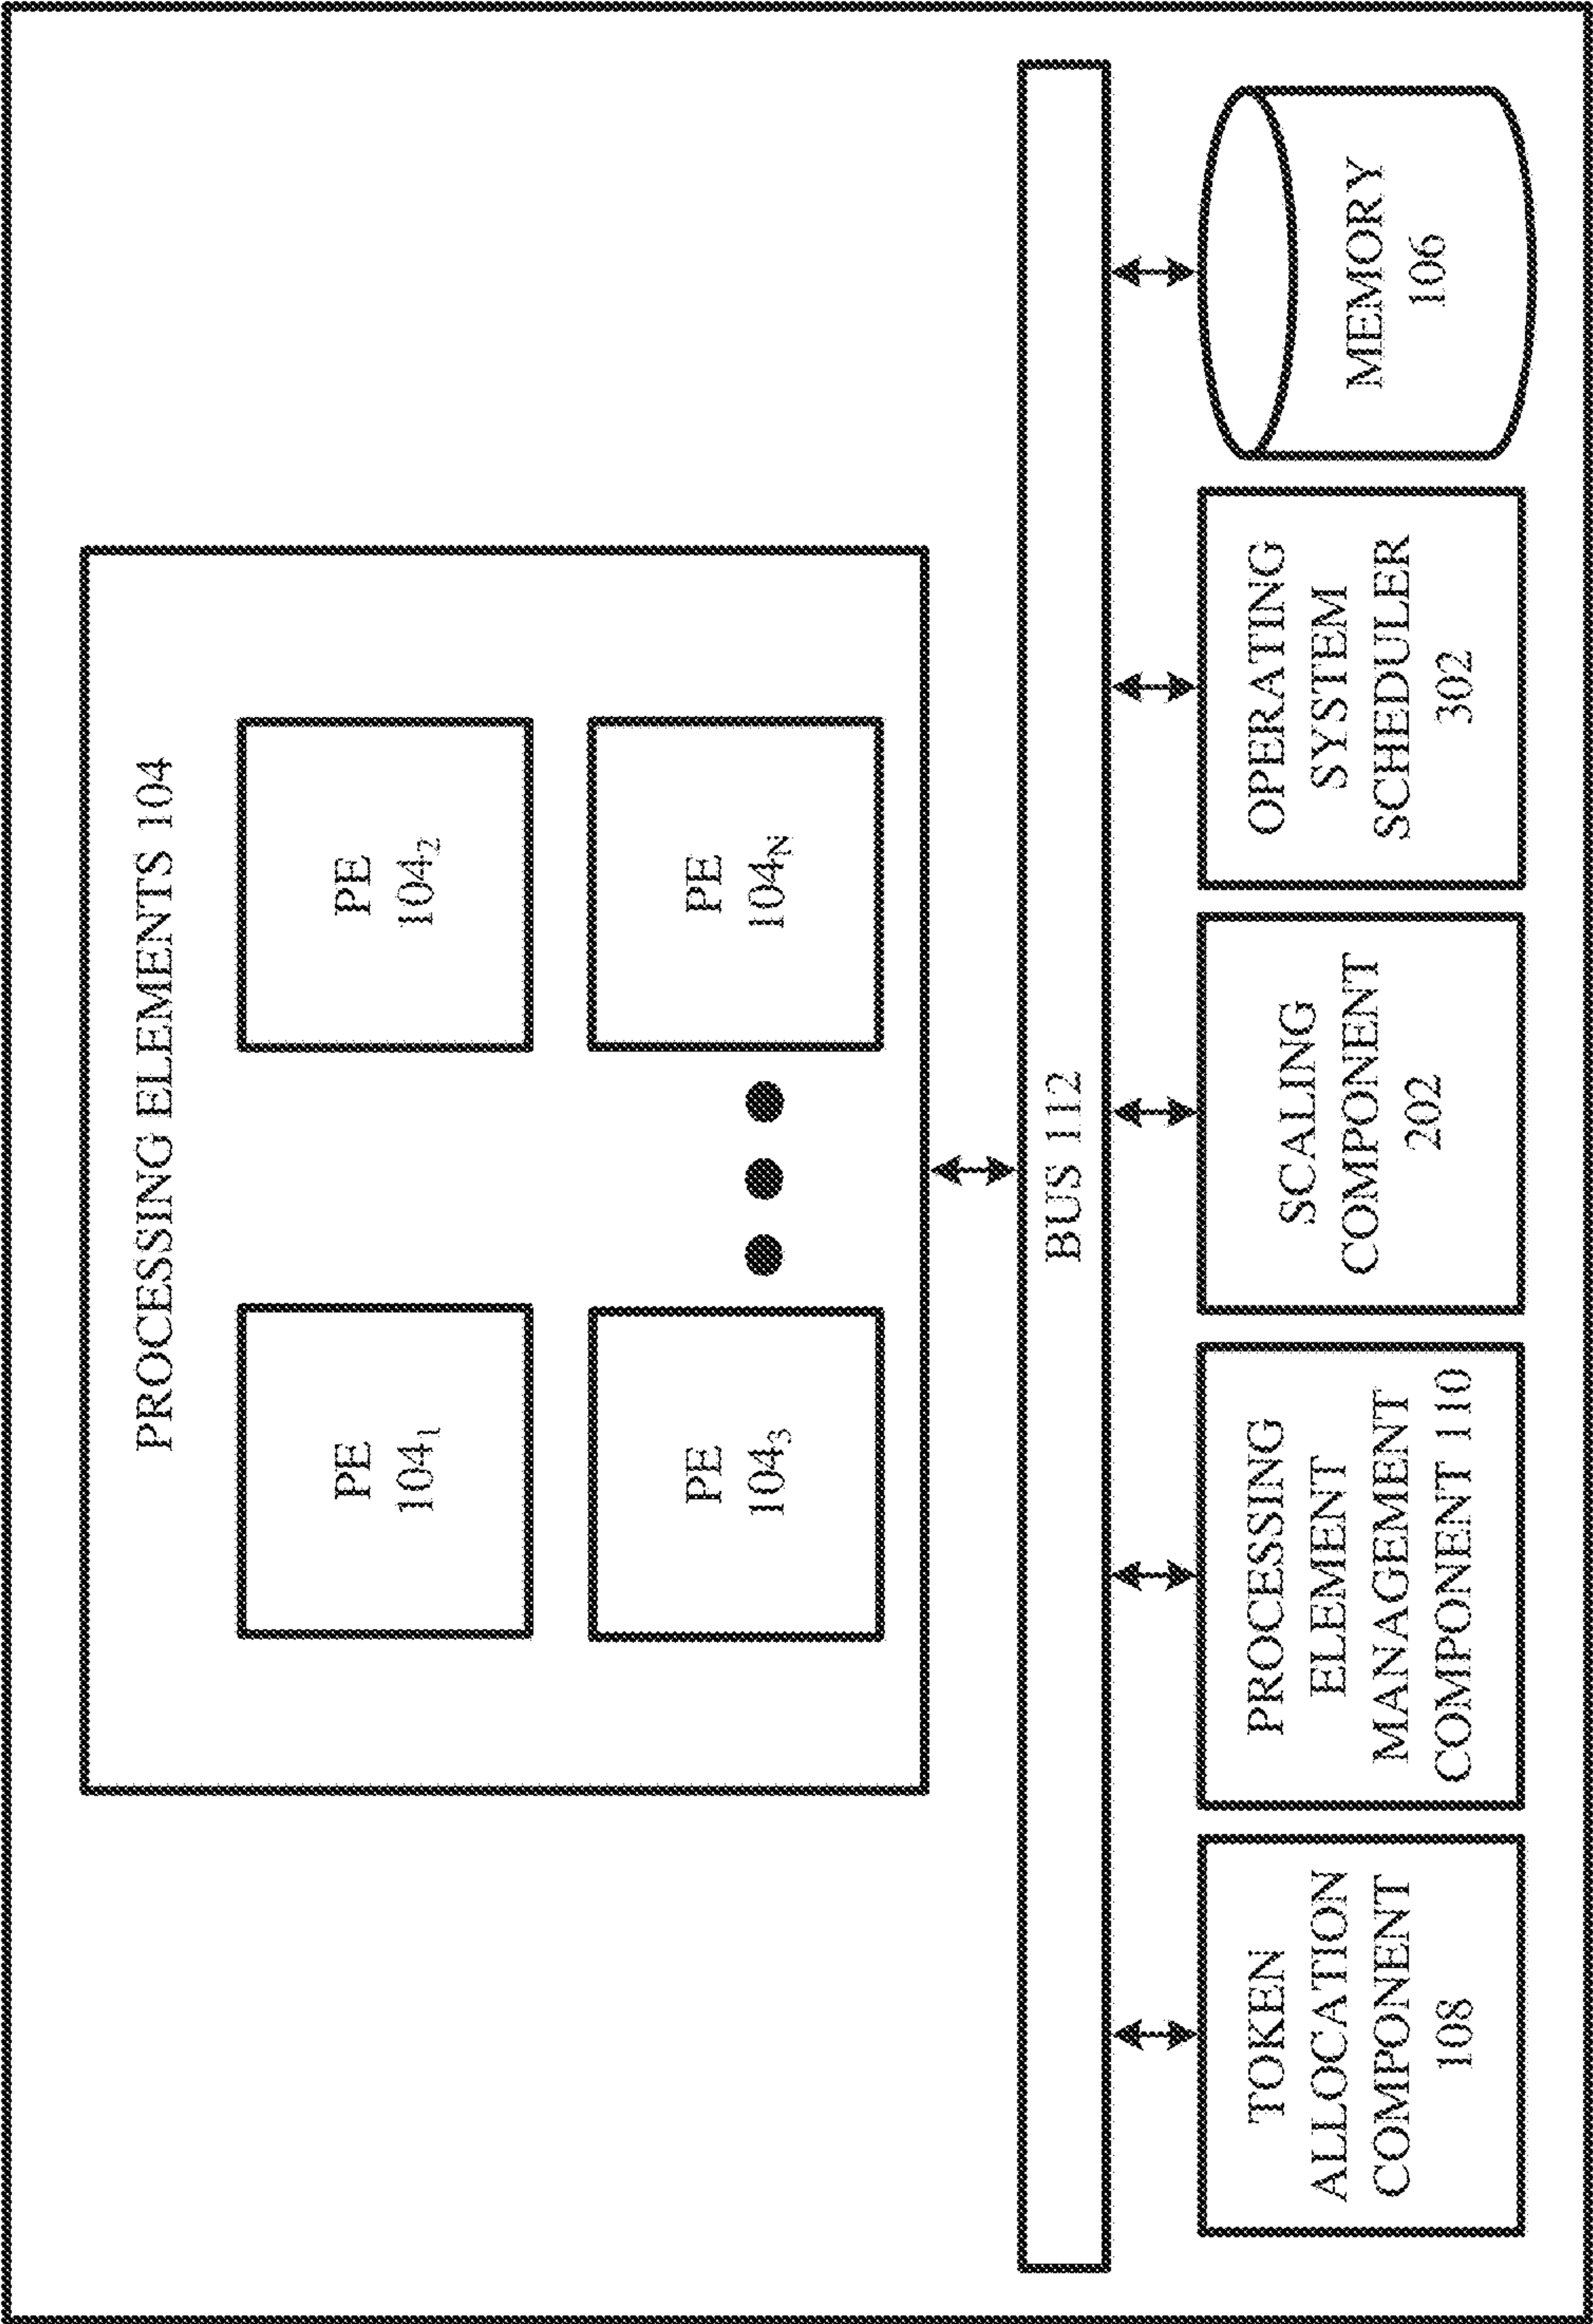 PROCESSING ELEMENTS 104
PE
104₁
PE
104₂
PE
104₃
PE
104N
BUS 112
TOKEN
ALLOCATION
COMPONENT
108
PROCESSING
ELEMENT
MANAGEMENT
COMPONENT 110
SCALING
COMPONENT
202
OPERATING
SYSTEM
SCHEDULER
302
MEMORY
106